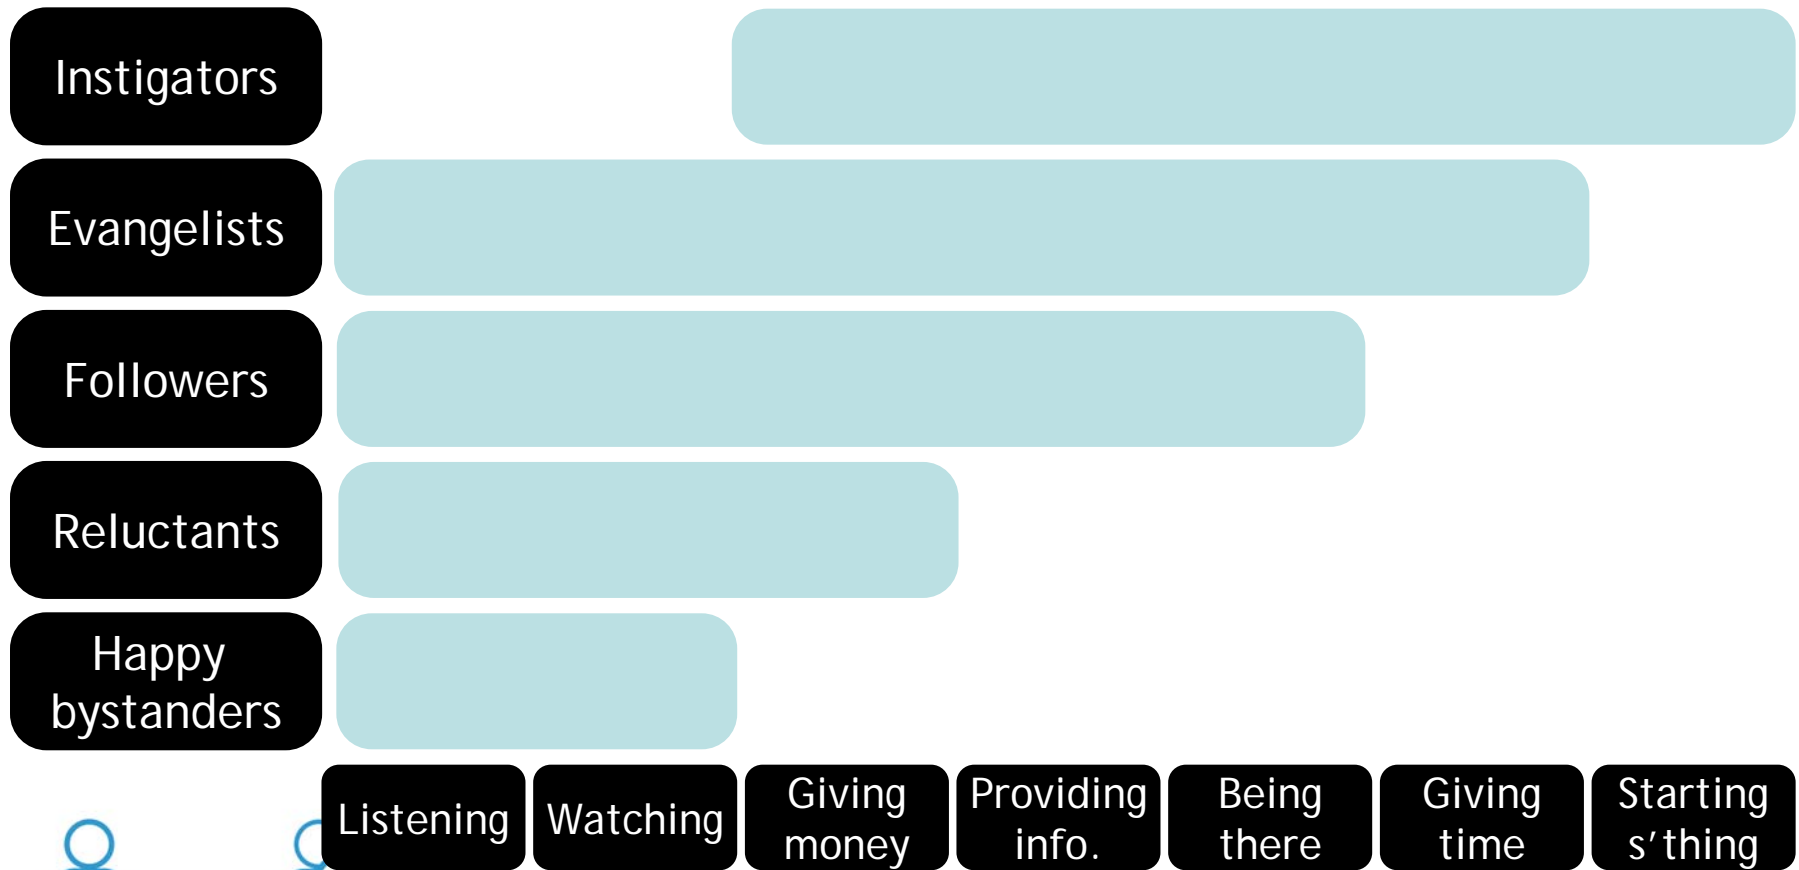 Instigators
Evangelists
Followers
Reluctants
Happy
bystanders
Listening
Watching
Giving
money
Providing
info.
Being
there
Giving
time
Starting
s’thing